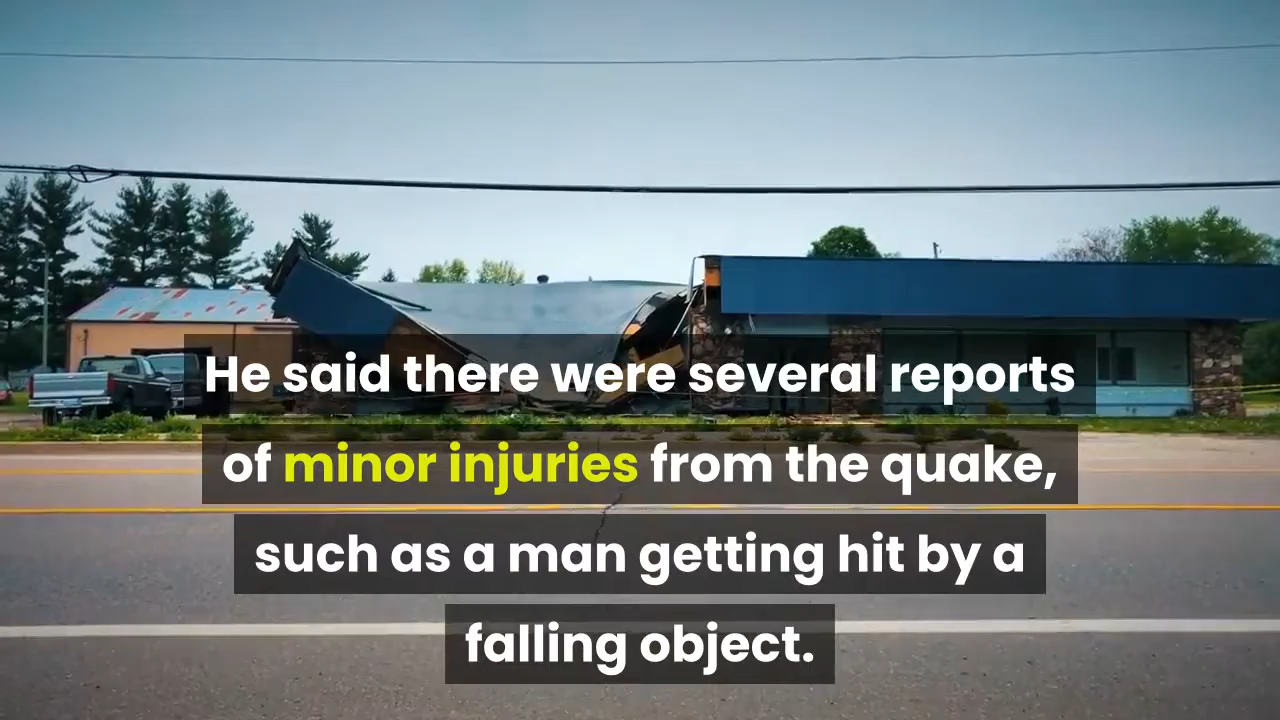 He said there were several reports
of minor injuries from the quake,
such as a man getting hit by a
falling object.